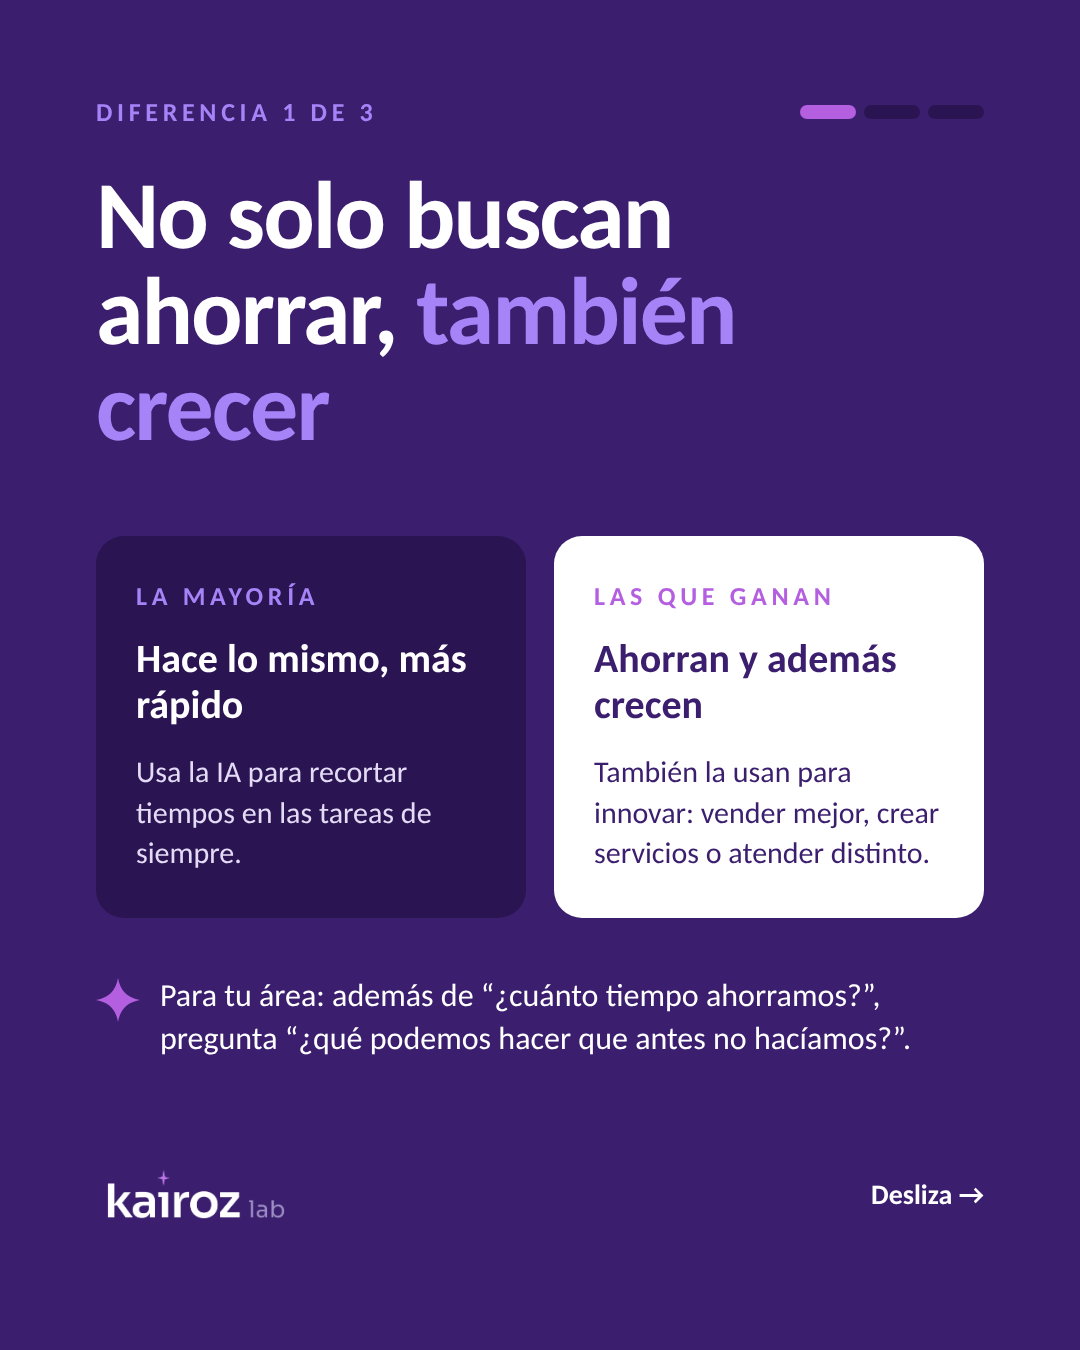 DIFERENCIA 1 DE 3
No solo buscan
ahorrar, también
crecer
LA MAYORÍA
Hace lo mismo, más
rápido
Usa la IA para recortar
tiempos en las tareas de
siempre.
LAS QUE GANAN
Ahorran y además
crecen
También la usan para
innovar: vender mejor, crear
servicios o atender distinto.
Para tu área: además de “¿cuánto tiempo ahorramos?”,
pregunta “¿qué podemos hacer que antes no hacíamos?”.
kairoz lab
Desliza →